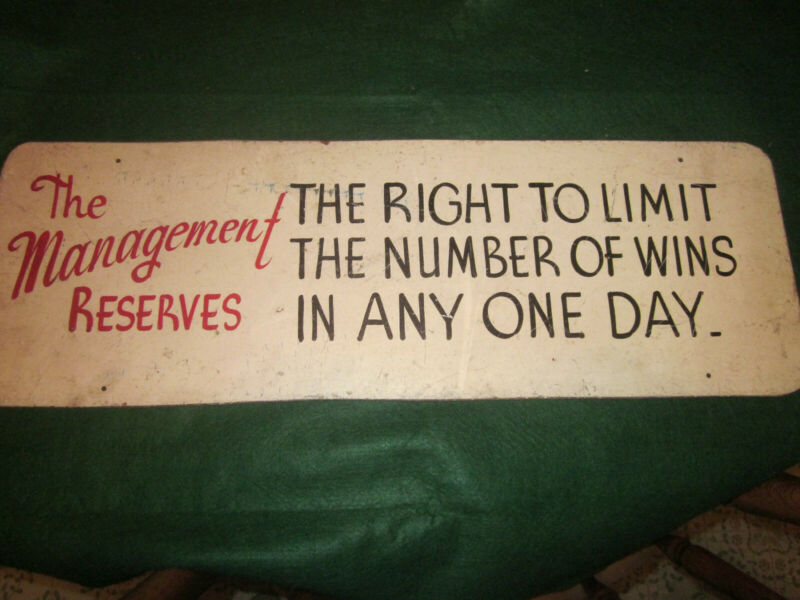 The
Management
RESERVES
THE RIGHT TO LIMIT
THE NUMBER OF WINS
IN ANY ONE DAY.